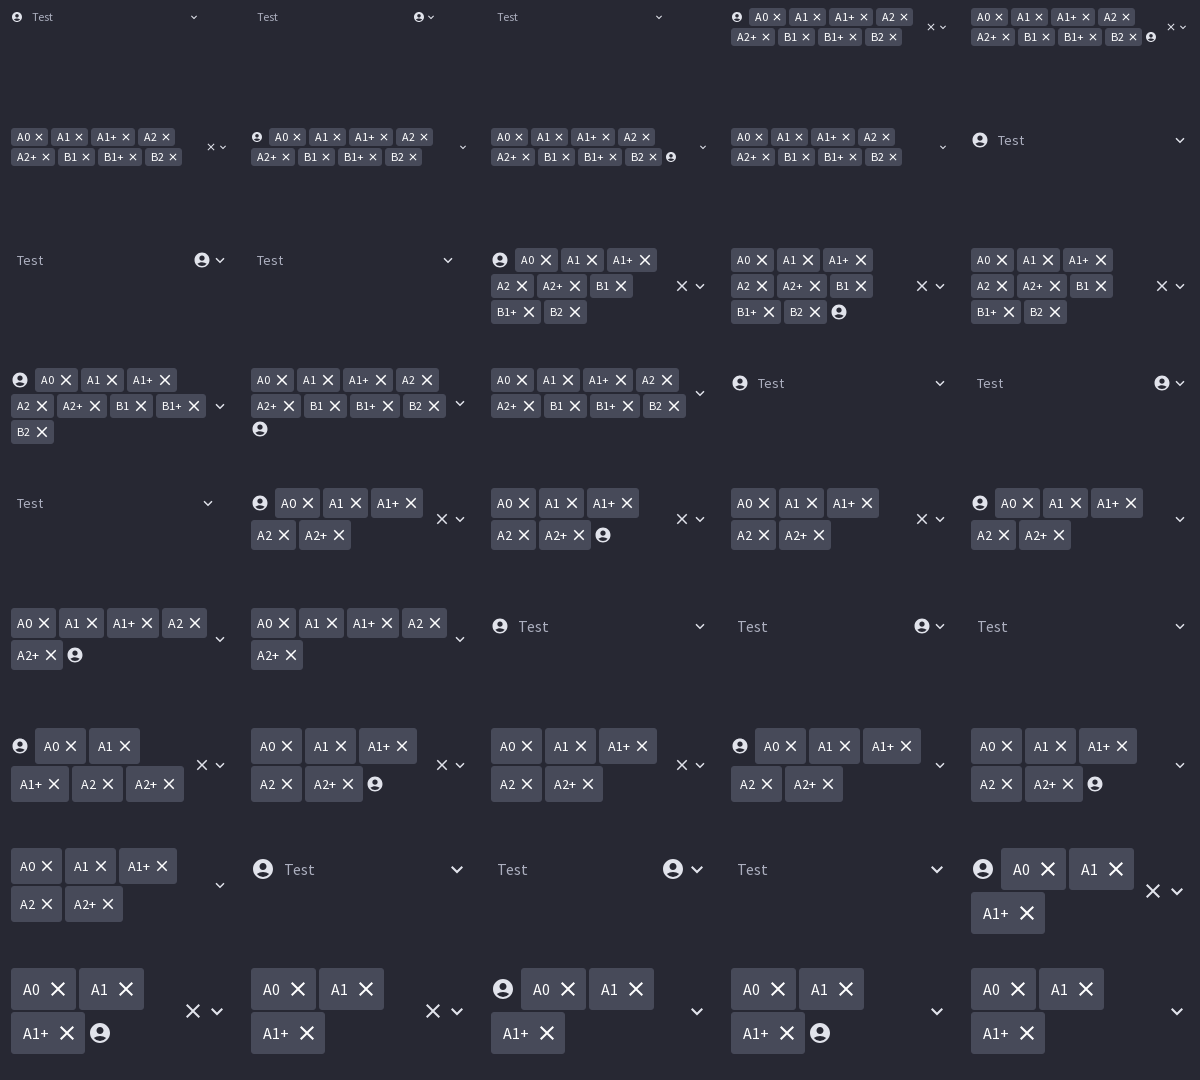 Test Test Test A0 A1 A1+ A2 A0 A1 A1+ A2
A2+ B1 B1+ B2 A2+ B1 B1+ B2
A0 A1 A1+ A2 A0 A1 A1+ A2 A0 A1 A1+ A2 A0 A1 A1+ A2 Test
A2+ B1 B1+ B2 A2+ B1 B1+ B2 A2+ B1 B1+ B2 A2+ B1 B1+ B2
Test Test A0 A1 A1+ A0 A1 A1+ A0 A1 A1+
A2 A2+ B1 A2 A2+ B1 A2 A2+ B1
B1+ B2 B1+ B2 B1+ B2
A0 A1 A1+ A0 A1 A1+ A2 A0 A1 A1+ A2 Test Test
A2 A2+ B1 B1+ A2+ B1 B1+ B2 A2+ B1 B1+ B2
B2
Test A0 A1 A1+ A0 A1 A1+ A0 A1 A1+ A0 A1 A1+
A2 A2+ A2 A2+ A2 A2+ A2 A2+
A0 A1 A1+ A2 A0 A1 A1+ A2 Test Test Test
A2+ A2+
A0 A1 A0 A1 A1+ A0 A1 A1+ A0 A1 A1+ A0 A1 A1+
A1+ A2 A2+ A2 A2+ A2 A2+ A2 A2+ A2 A2+
A0 A1 A1+ Test Test Test A0 A1
A2 A2+ A1+
A0 A1 A0 A1 A0 A1 A0 A1 A0 A1
A1+ A1+ A1+ A1+ A1+